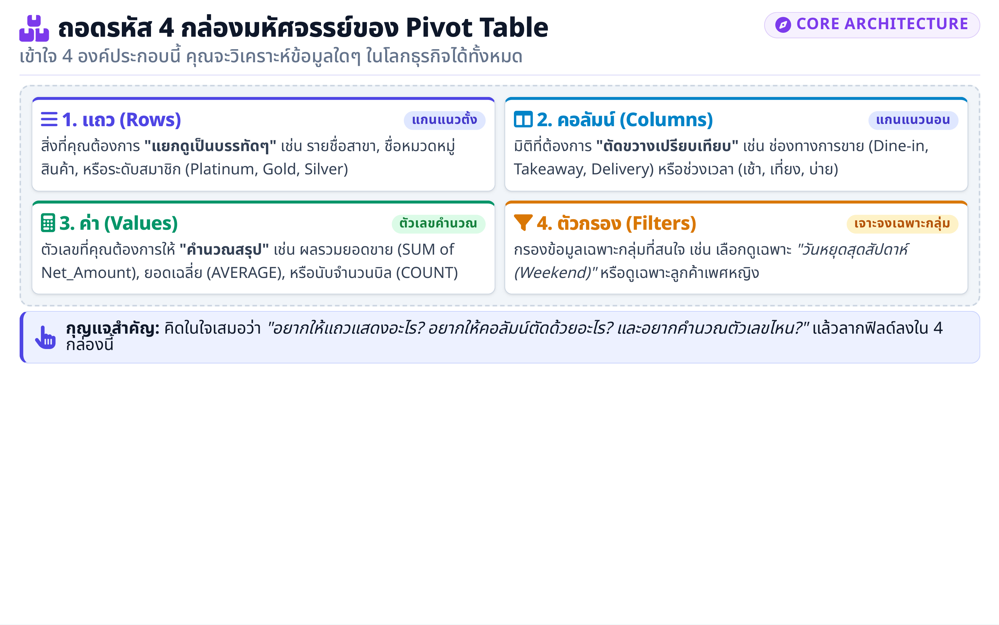 ถอดรหัส 4 กล่องมหัศจรรย์ของ Pivot Table
CORE ARCHITECTURE
เข้าใจ 4 องค์ประกอบนี้ คุณจะวิเคราะห์ข้อมูลใดๆ ในโลกธุรกิจได้ทั้งหมด
1. แถว (Rows)
แกนแนวตั้ง
สิ่งที่คุณต้องการ "แยกดูเป็นบรรทัดๆ" เช่น รายชื่อสาขา, ชื่อหมวดหมู่
สินค้า, หรือระดับสมาชิก (Platinum, Gold, Silver)
2. คอลัมน์ (Columns)
แกนแนวนอน
มิติที่ต้องการ "ตัดขวางเปรียบเทียบ" เช่น ช่องทางการขาย (Dine-in,
Takeaway, Delivery) หรือช่วงเวลา (เช้า, เที่ยง, บ่าย)
3. ค่า (Values)
ตัวเลขคำนวณ
ตัวเลขที่คุณต้องการให้ "คำนวณสรุป" เช่น ผลรวมยอดขาย (SUM of
Net_Amount), ยอดเฉลี่ย (AVERAGE), หรือนับจำนวนบิล (COUNT)
4. ตัวกรอง (Filters)
เจาะจงเฉพาะกลุ่ม
กรองข้อมูลเฉพาะกลุ่มที่สนใจ เช่น เลือกดูเฉพาะ "วันหยุดสุดสัปดาห์
(Weekend)" หรือดูเฉพาะลูกค้าเพศหญิง
กุญแจสำคัญ: คิดในใจเสมอว่า "อยากให้แถวแสดงอะไร? อยากให้คอลัมน์ตัดด้วยอะไร? และอยากคำนวณตัวเลขไหน?" แล้วลากฟิลด์ลงใน 4
กล่องนี้